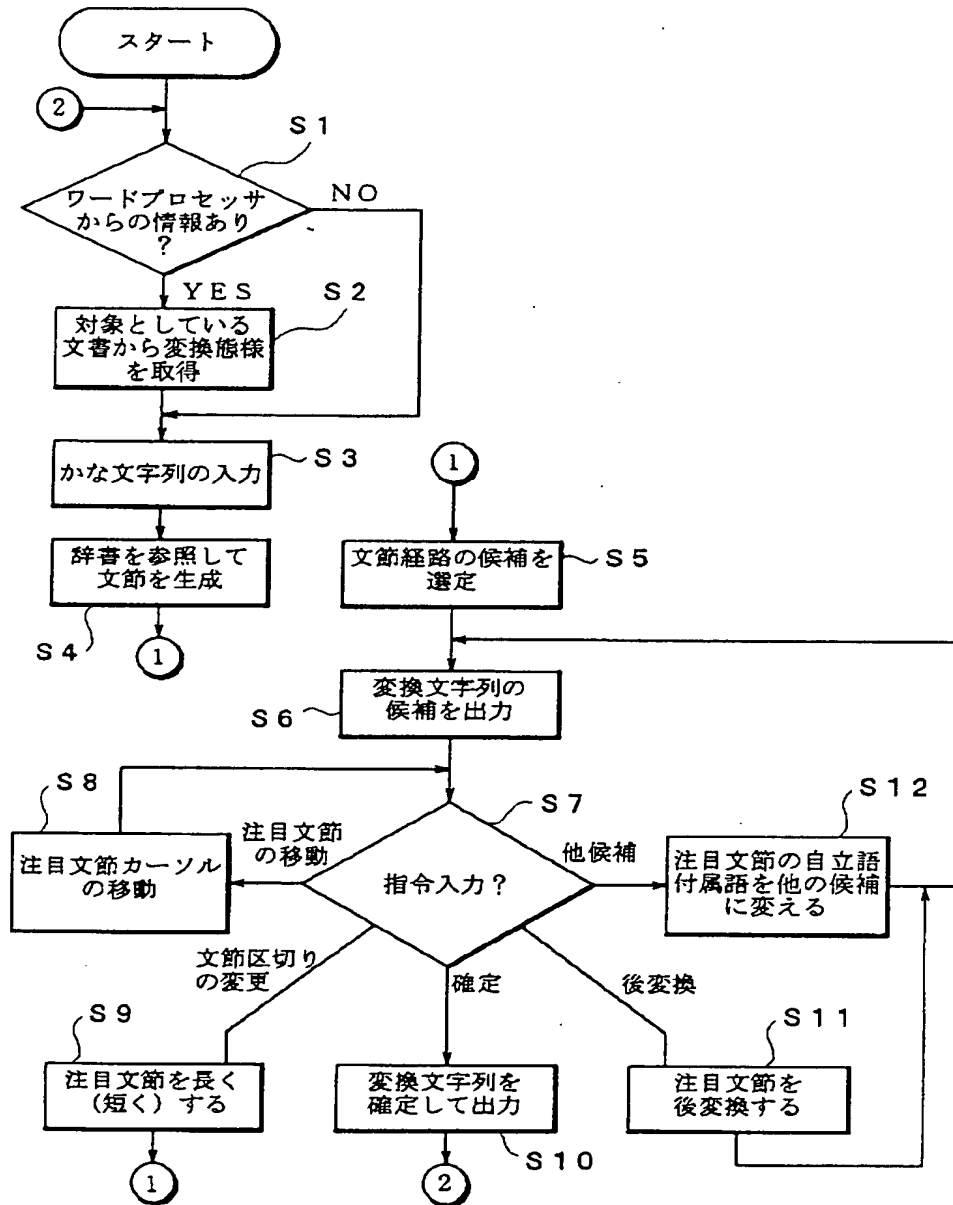 スタート
2
S1
ワードプロセッサ
からの情報あり
?
NO
YES
S2
対象としている
文書から変換態様
を取得
S3
かな文字列の入力
辞書を参照して
文節を生成
S4
1
1
文節経路の候補を
選定
S5
変換文字列の
候補を出力
S6
S7
指令入力?
注目文節
の移動
S8
注目文節カーソル
の移動
他候補
S12
注目文節の自立語
付属語を他の候補
に変える
文節区切り
の変更
S9
注目文節を長く
(短く)する
1
確定
変換文字列を
確定して出力
S10
2
後変換
S11
注目文節を
後変換する